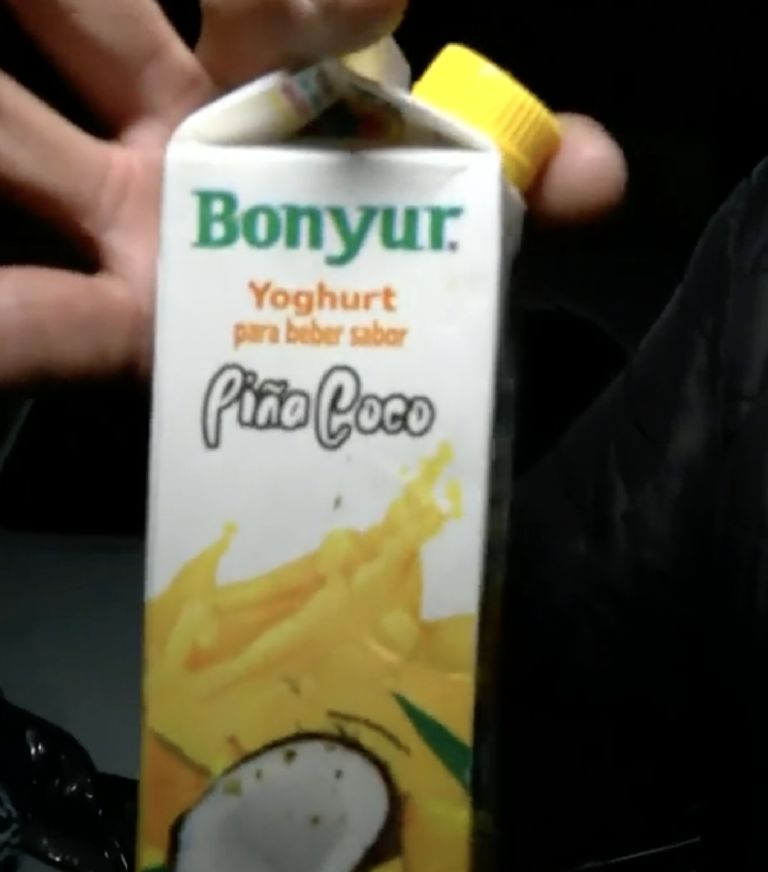 Bonyur.
Yoghurt
para beber sabor
Piña Coco